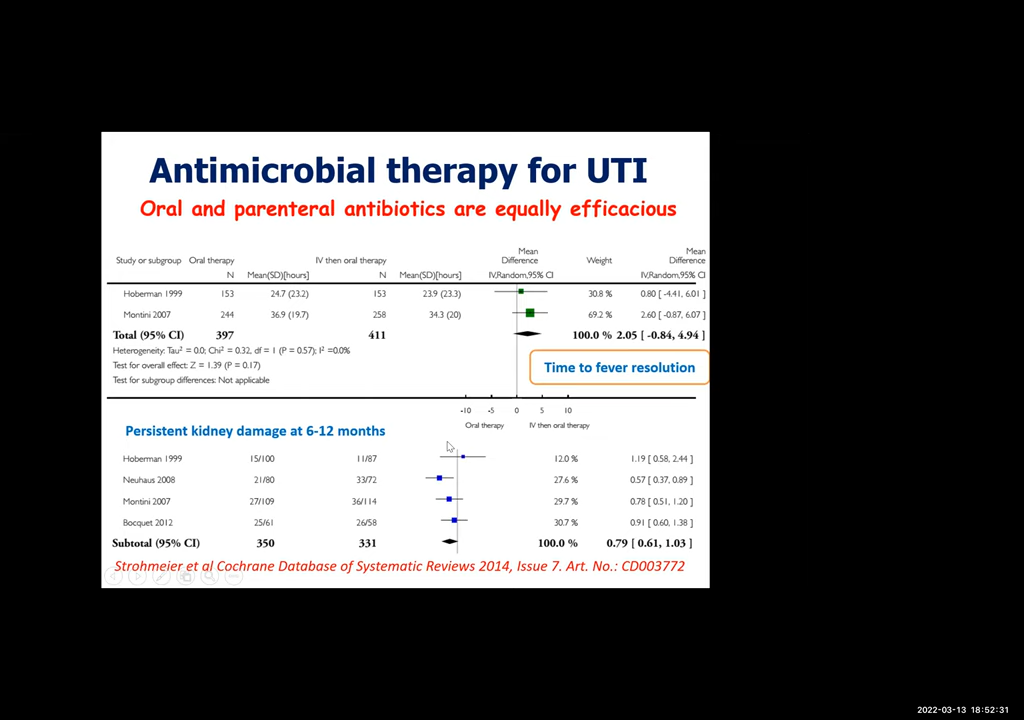 Antimicrobial therapy for UTI
Oral and parenteral antibiotics are equally efficacious
Study or subgroup Oral therapy IV then oral therapy Mean Difference Weight Mean Difference
N Mean(SD)[hours] N Mean(SD)[hours] IV,Random,95% CI IV,Random,95% CI
Hoberman 1999 153 24.7 (23.2) 153 23.9 (23.3) 30.8 % 0.80 [ -4.41, 6.01 ]
Montini 2007 244 36.9 (19.7) 258 34.3 (20) 69.2 % 2.60 [ -0.87, 6.07 ]
Total (95% CI) 397 411 100.0 % 2.05 [ -0.84, 4.94 ]
Heterogeneity: Tau² = 0.0; Chi² = 0.32, df = 1 (P = 0.57); I² =0.0%
Test for overall effect: Z = 1.39 (P = 0.17)
Test for subgroup differences: Not applicable
Time to fever resolution
-10 -5 0 5 10
Oral therapy IV then oral therapy
Persistent kidney damage at 6-12 months
Hoberman 1999 15/100 11/87 12.0 % 1.19 [ 0.58, 2.44 ]
Neuhaus 2008 21/80 33/72 27.6 % 0.57 [ 0.37, 0.89 ]
Montini 2007 27/109 36/114 29.7 % 0.78 [ 0.51, 1.20 ]
Bocquet 2012 25/61 26/58 30.7 % 0.91 [ 0.60, 1.38 ]
Subtotal (95% CI) 350 331 100.0 % 0.79 [ 0.61, 1.03 ]
Strohmeier et al Cochrane Database of Systematic Reviews 2014, Issue 7. Art. No.: CD003772
2022-03-13 18:52:31